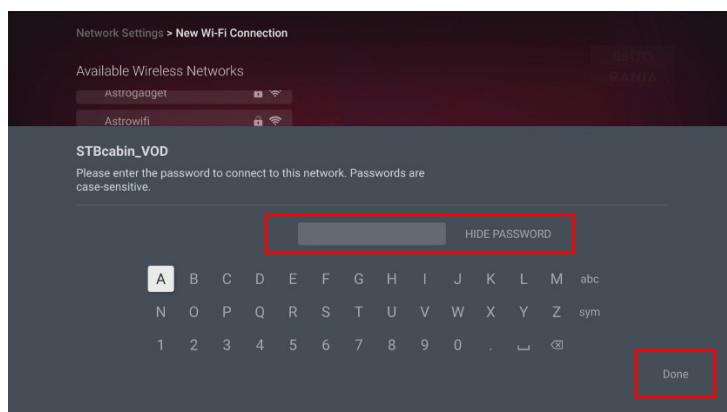 Network Settings > New Wi-Fi Connection
astro
RANIA
Available Wireless Networks
Astrogadget
Astrowifi
STBcabin_VOD
Please enter the password to connect to this network. Passwords are
case-sensitive.
HIDE PASSWORD
A B C D E F G H I J K L M abc
N O P Q R S T U V W X Y Z sym
1 2 3 4 5 6 7 8 9 0 .
Done